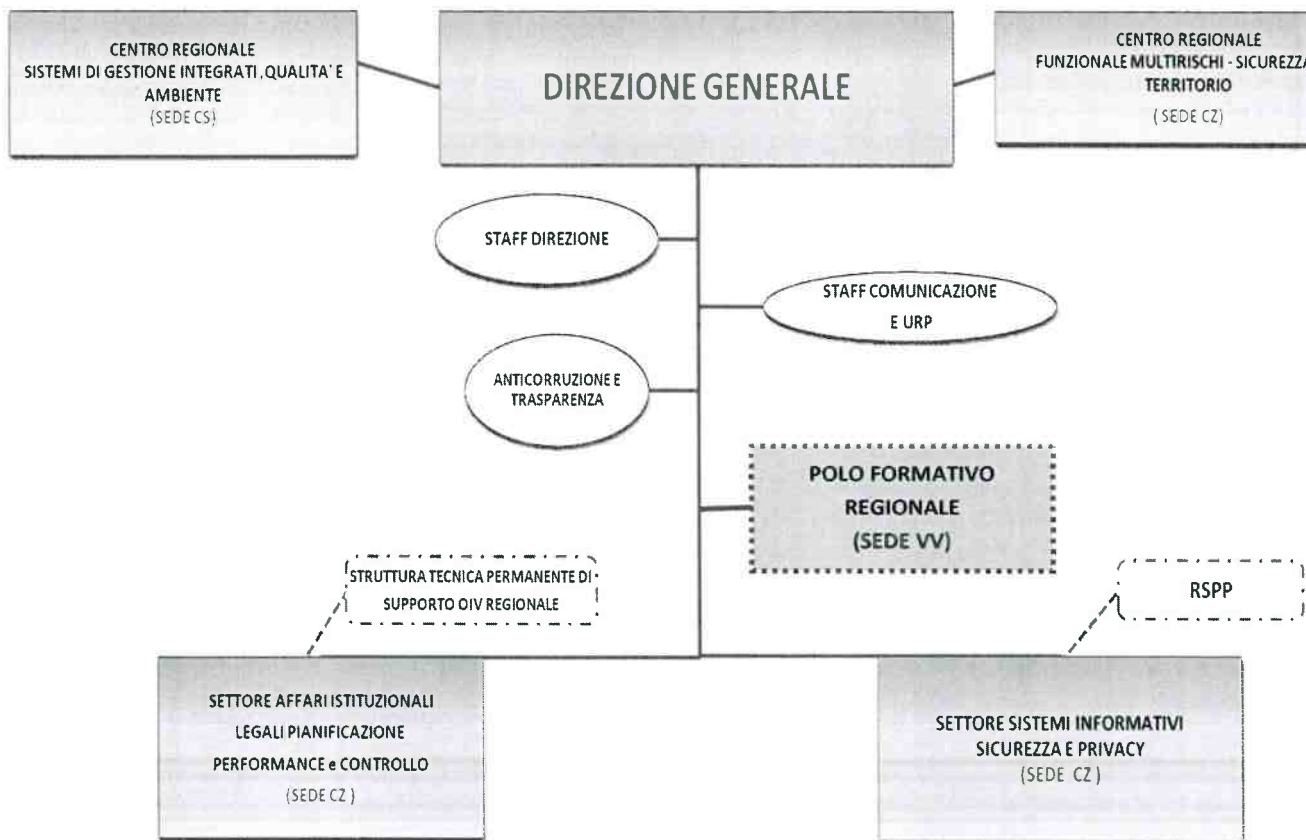 CENTRO REGIONALE
SISTEMI DI GESTIONE INTEGRATI ,QUALITA' E
AMBIENTE
(SEDE CS)
DIREZIONE GENERALE
CENTRO REGIONALE
FUNZIONALE MULTIRISCHI - SICUREZZA
TERRITORIO
( SEDE CZ)
STAFF DIREZIONE
STAFF COMUNICAZIONE
E URP
ANTICORRUZIONE E
TRASPARENZA
POLO FORMATIVO
REGIONALE
(SEDE VV)
STRUTTURA TECNICA PERMANENTE DI
SUPPORTO OIV REGIONALE
RSPP
SETTORE AFFARI ISTITUZIONALI
LEGALI PIANIFICAZIONE
PERFORMANCE e CONTROLLO
(SEDE CZ )
SETTORE SISTEMI INFORMATIVI
SICUREZZA E PRIVACY
(SEDE CZ )